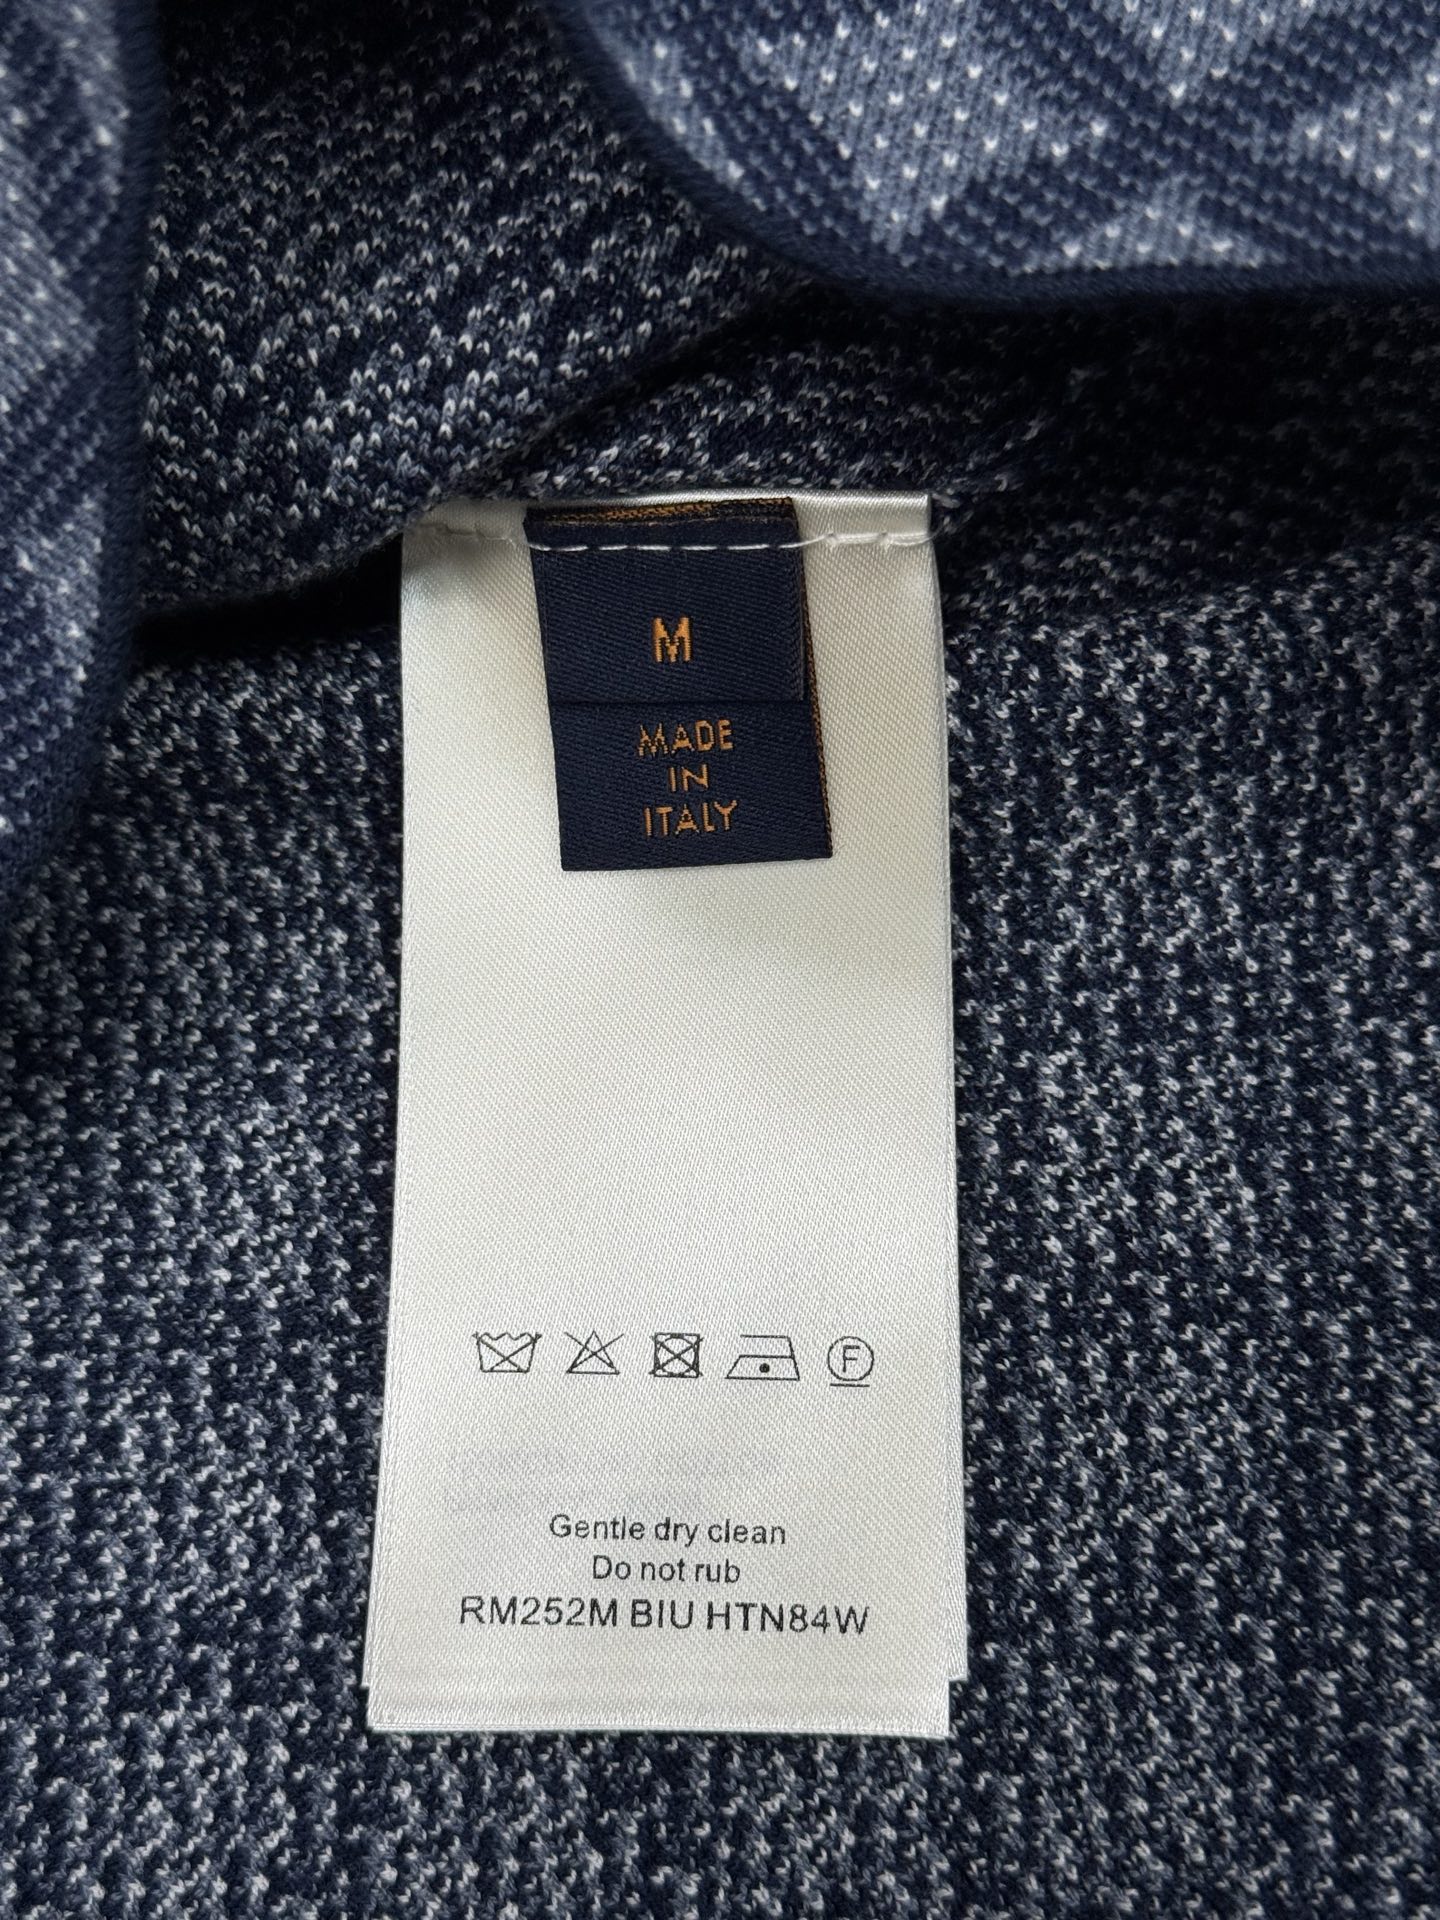 M
MADE
IN
ITALY
F
Gentle dry clean
Do not rub
RM252M BIU HTN84W